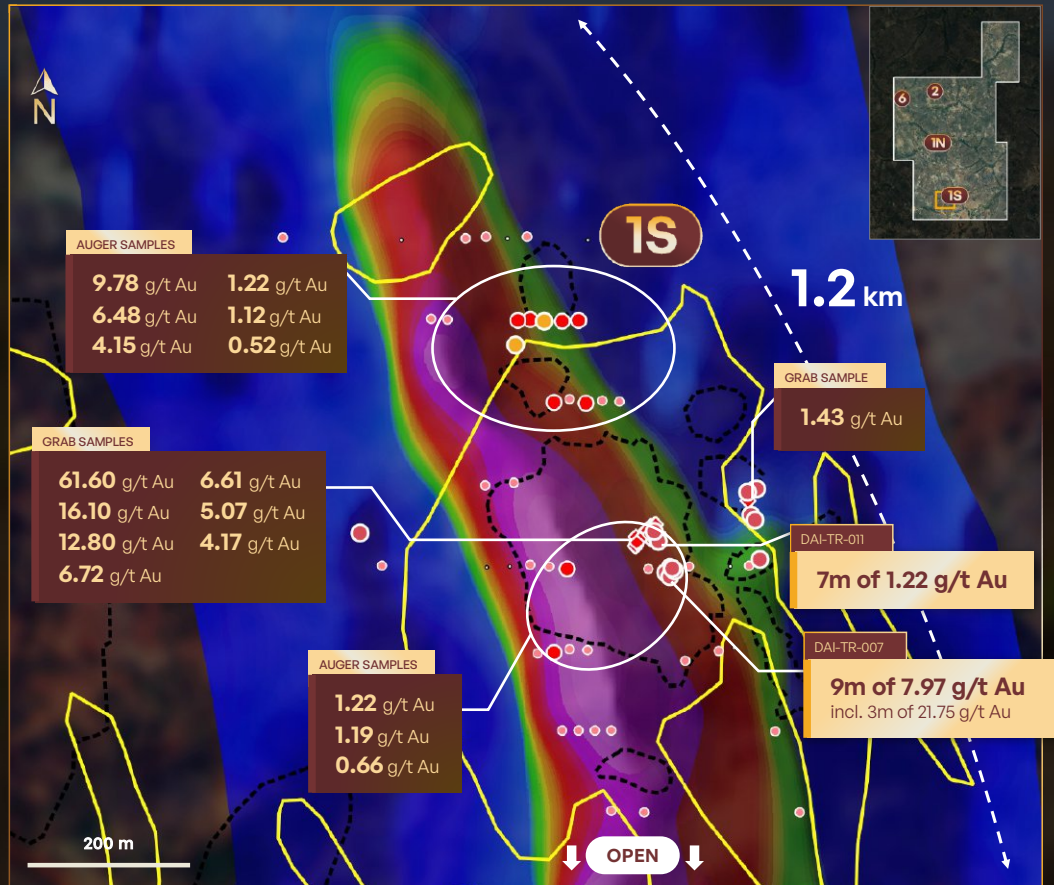 N
6
2
1N
1S
1S
1.2 km
AUGER SAMPLES
9.78 g/t Au 1.22 g/t Au
6.48 g/t Au 1.12 g/t Au
4.15 g/t Au 0.52 g/t Au
GRAB SAMPLE
1.43 g/t Au
GRAB SAMPLES
61.60 g/t Au 6.61 g/t Au
16.10 g/t Au 5.07 g/t Au
12.80 g/t Au 4.17 g/t Au
6.72 g/t Au
DAI-TR-011
7m of 1.22 g/t Au
DAI-TR-007
9m of 7.97 g/t Au
incl. 3m of 21.75 g/t Au
AUGER SAMPLES
1.22 g/t Au
1.19 g/t Au
0.66 g/t Au
200 m
OPEN